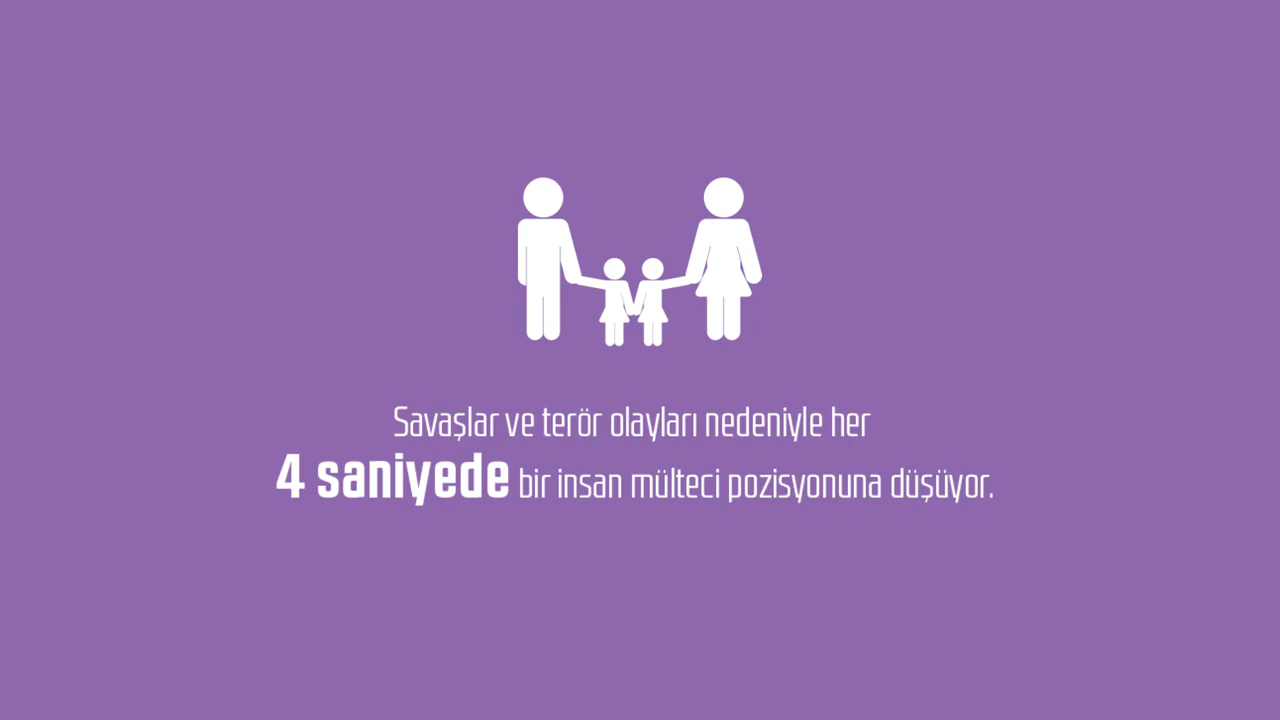 Savaşlar ve terör olayları nedeniyle her
4 saniyede bir insan mülteci pozisyonuna düşüyor.